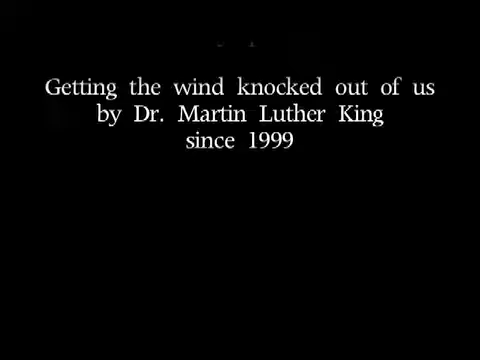 Getting the wind knocked out of us
by Dr. Martin Luther King
since 1999